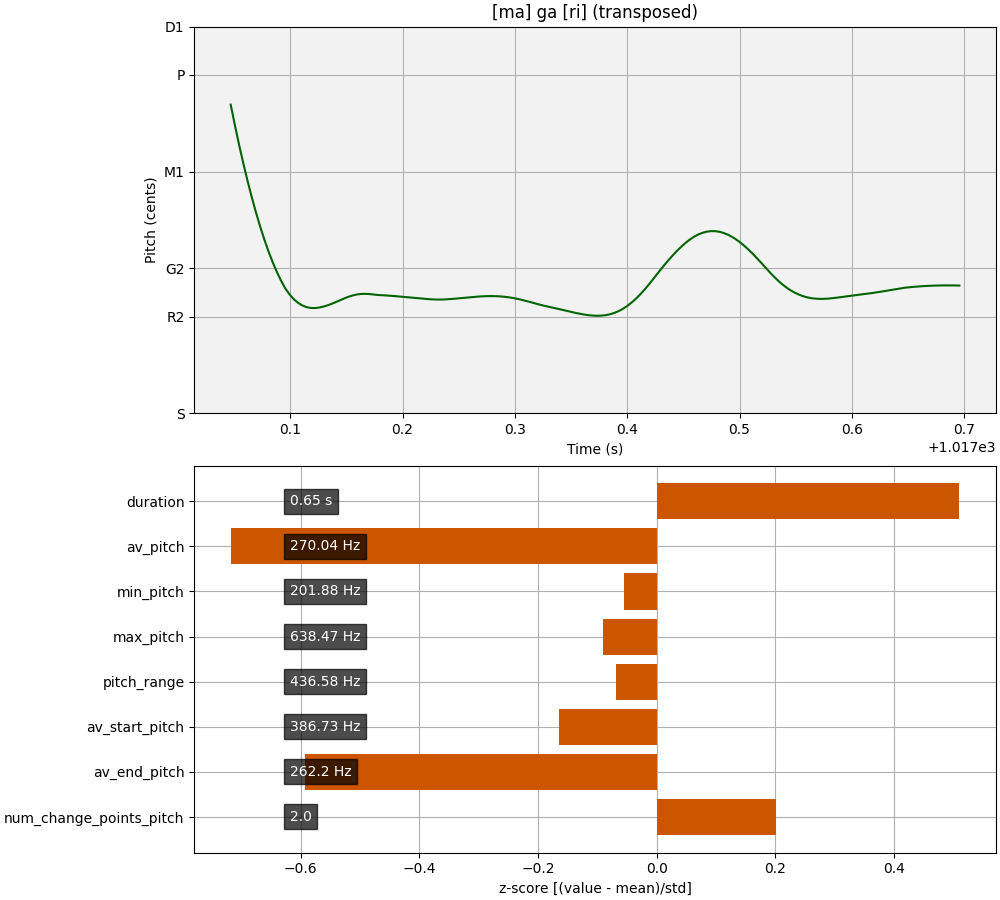 [ma] ga [ri] (transposed)
D1
P
M1
G2
R2
S
Pitch (cents)
0.1 0.2 0.3 0.4 0.5 0.6 0.7
Time (s)
+1.017e3
duration 0.65 s
av_pitch 270.04 Hz
min_pitch 201.88 Hz
max_pitch 638.47 Hz
pitch_range 436.58 Hz
av_start_pitch 386.73 Hz
av_end_pitch 262.2 Hz
num_change_points_pitch 2.0
−0.6 −0.4 −0.2 0.0 0.2 0.4
z-score [(value - mean)/std]